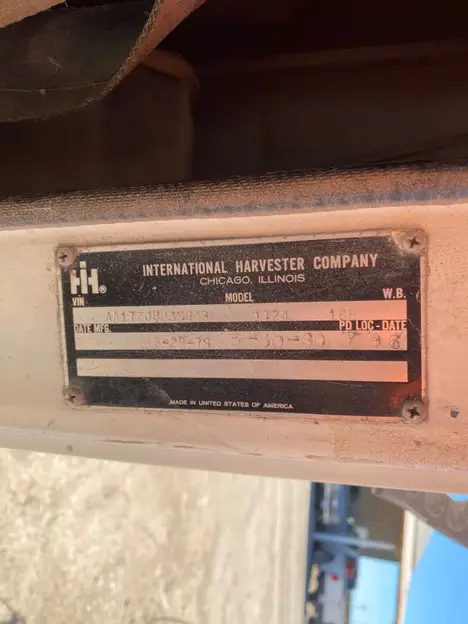 IH®
INTERNATIONAL HARVESTER COMPANY
CHICAGO, ILLINOIS
VIN MODEL W.B.
1724
DATE MFG. PD LOC - DATE
5-30-80
MADE IN UNITED STATES OF AMERICA